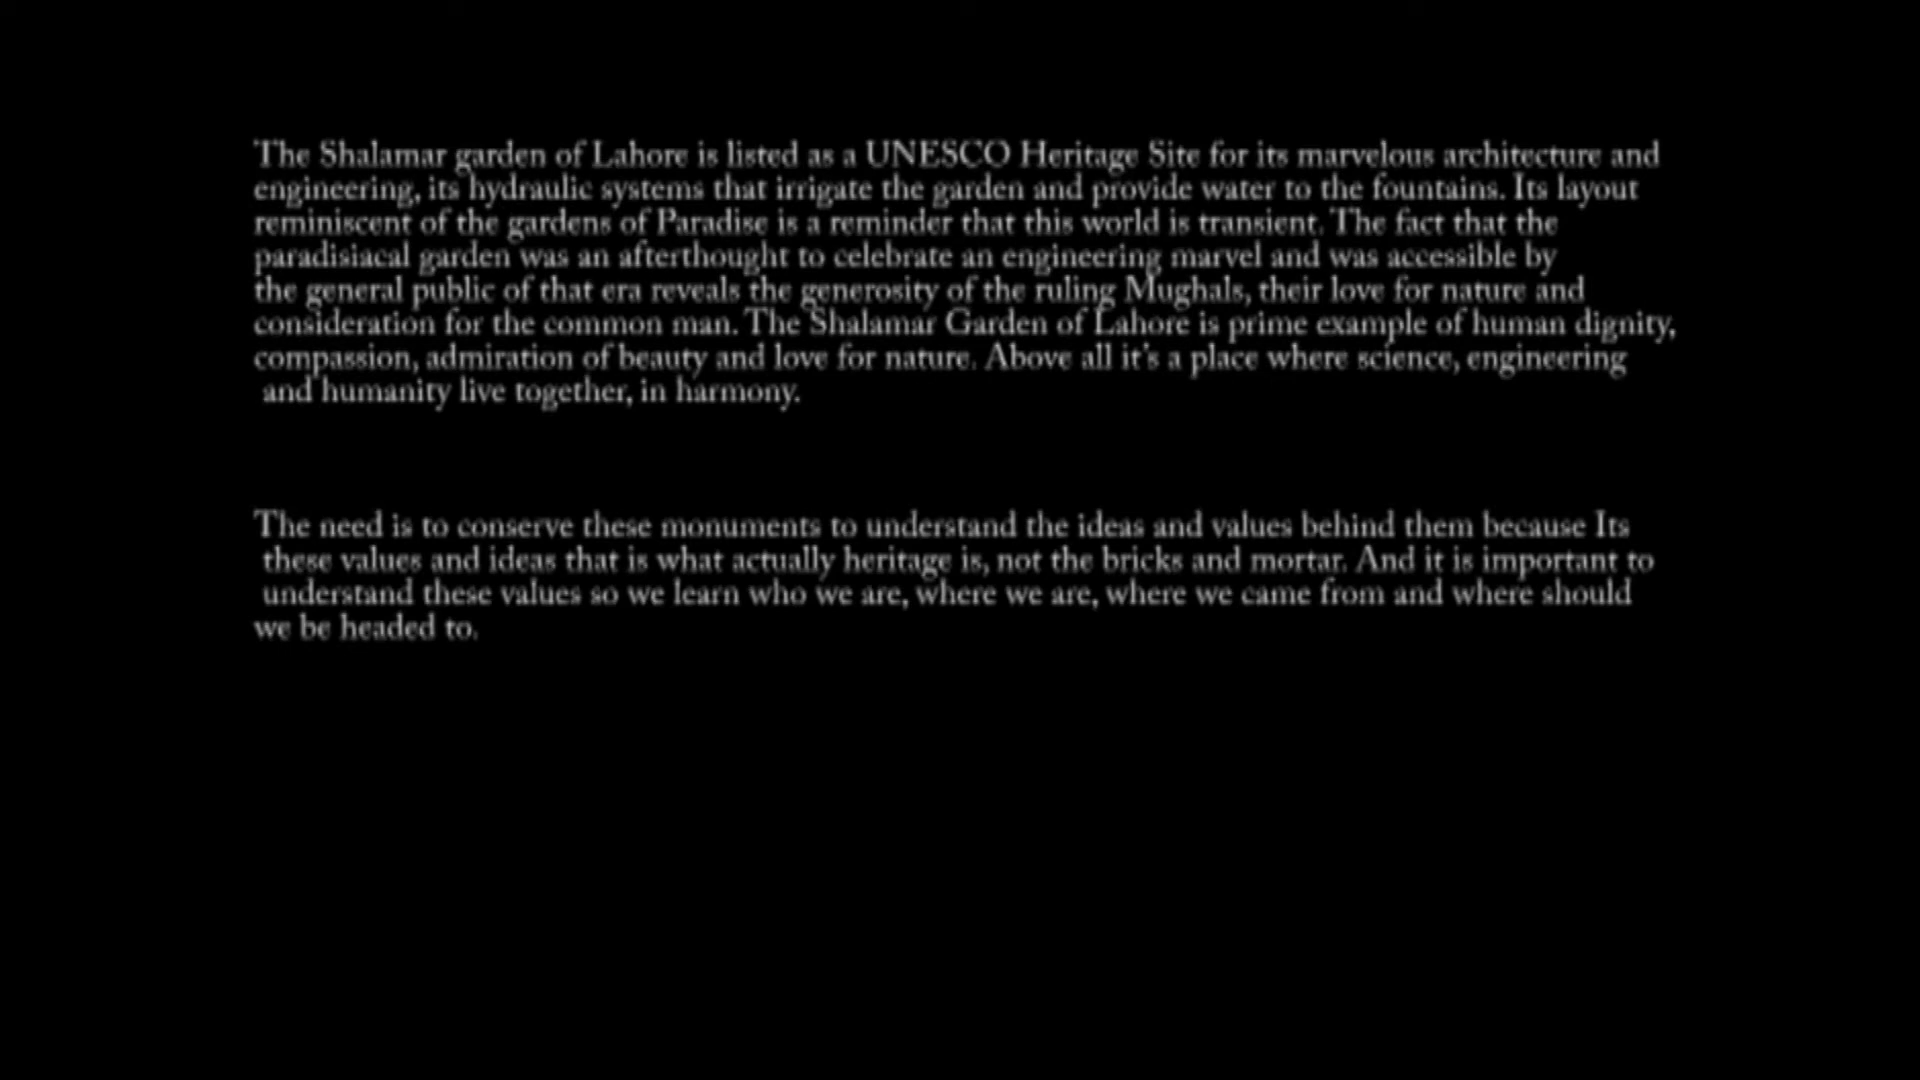 The Shalamar garden of Lahore is listed as a UNESCO Heritage Site for its marvelous architecture and
engineering, its hydraulic systems that irrigate the garden and provide water to the fountains. Its layout
reminiscent of the gardens of Paradise is a reminder that this world is transient. The fact that the
paradisiacal garden was an afterthought to celebrate an engineering marvel and was accessible by
the general public of that era reveals the generosity of the ruling Mughals, their love for nature and
consideration for the common man. The Shalamar Garden of Lahore is prime example of human dignity,
compassion, admiration of beauty and love for nature. Above all it's a place where science, engineering
and humanity live together, in harmony.
The need is to conserve these monuments to understand the ideas and values behind them because Its
these values and ideas that is what actually heritage is, not the bricks and mortar. And it is important to
understand these values so we learn who we are, where we are, where we came from and where should
we be headed to.